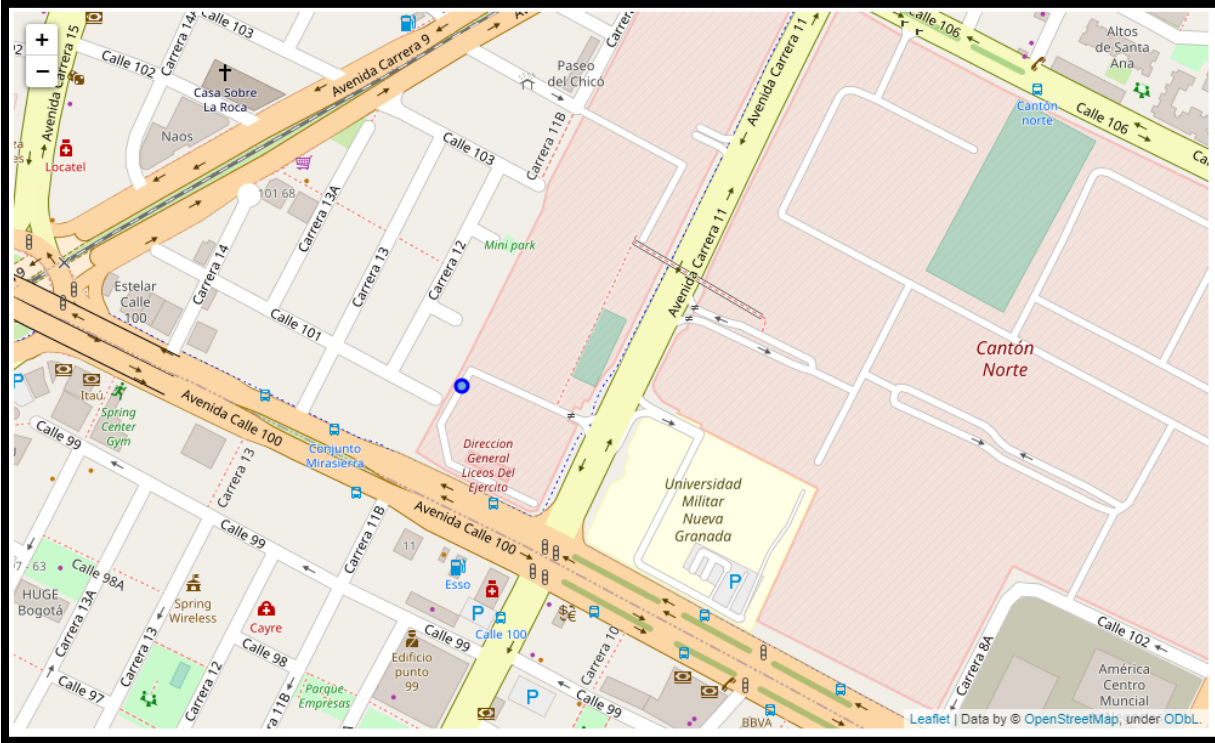 +
−
Avenida Carrera 15
Carrera 14A
Calle 103
Calle 102
Casa Sobre
La Roca
Naos
Locatel
Avenida Carrera 9
Paseo
del Chicó
Carrera 11B
Calle 103
Avenida Carrera 11
Calle 106
Altos
de Santa
Ana
Cantón
norte
Calle 106
101 68
Carrera 13A
Carrera 14
Carrera 13
Carrera 12
Mini park
Avenida Carrera 11
Avenida Carrera 11
Estelar
Calle
100
Calle 101
Cantón
Norte
Itaú
Spring
Center
Gym
Avenida Calle 100
Conjunto
Mirasierra
Direccion
General
Liceos Del
Ejercito
Universidad
Militar
Nueva
Granada
P
Calle 99
Carrera 13
Calle 99
Carrera 11B
Avenida Calle 100
11
Esso
P
Calle 100
P
Calle 98A
HUGE
Bogotá
Carrera 13A
Spring
Wireless
Cayre
Carrera 13
Carrera 12
Calle 98
Edificio
punto
99
Calle 99
Carrera 10
Calle 102
Carrera 8A
América
Centro
Muncial
Calle 97
11B
Parque
Empresas
P
Calle 99
BBVA
Leaflet | Data by © OpenStreetMap, under ODbL.